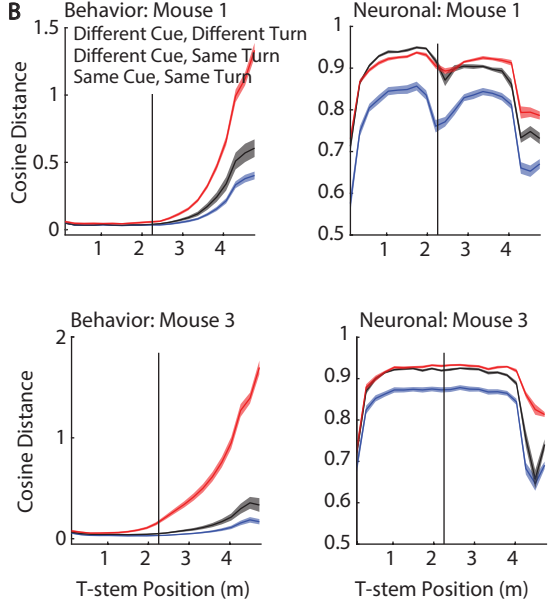 B
Behavior: Mouse 1
Different Cue, Different Turn
Different Cue, Same Turn
Same Cue, Same Turn
Cosine Distance
1.5
1
0.5
0
1 2 3 4
Neuronal: Mouse 1
1
0.9
0.8
0.7
0.6
0.5
1 2 3 4
Behavior: Mouse 3
Cosine Distance
2
1
0
1 2 3 4
T-stem Position (m)
Neuronal: Mouse 3
1
0.9
0.8
0.7
0.6
0.5
1 2 3 4
T-stem Position (m)